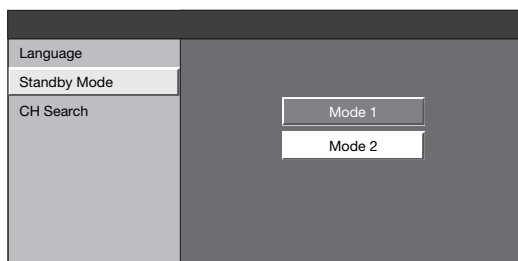 Language
Standby Mode
CH Search
Mode 1
Mode 2